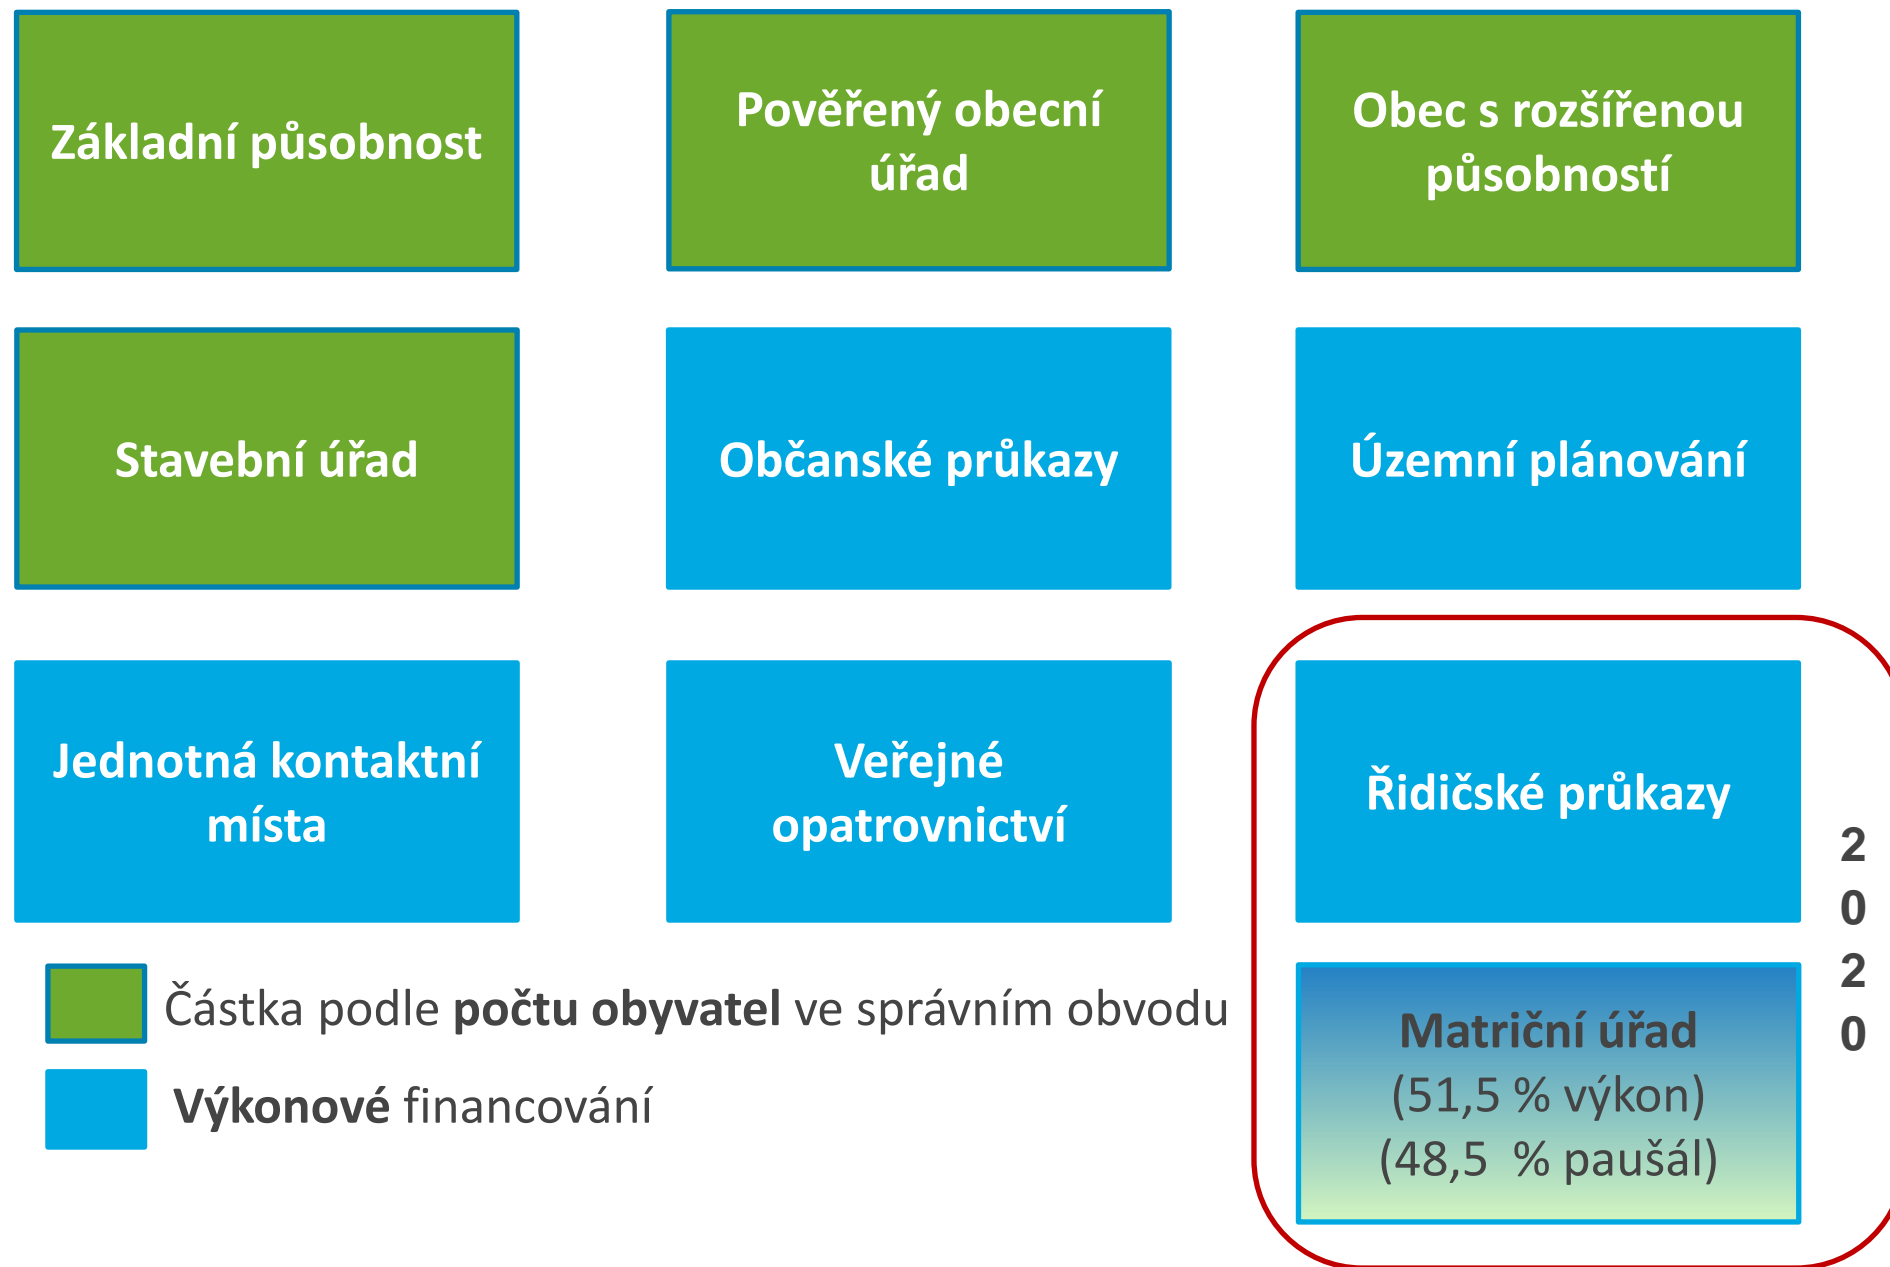 Základní působnost
Pověřený obecní
úřad
Obec s rozšířenou
působností
Stavební úřad
Občanské průkazy
Územní plánování
Jednotná kontaktní
místa
Veřejné
opatrovnictví
Řidičské průkazy
2
0
2
0
Částka podle počtu obyvatel ve správním obvodu
Výkonové financování
Matriční úřad
(51,5 % výkon)
(48,5 % paušál)